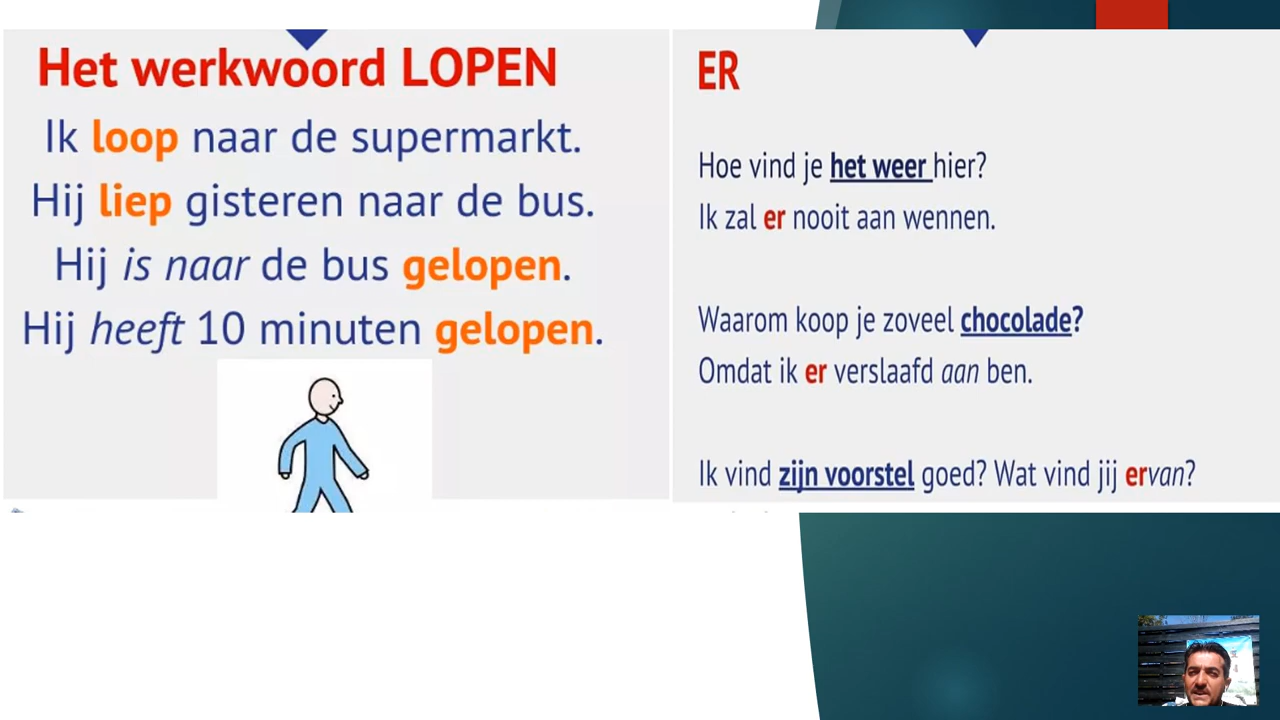 Het werkwoord LOPEN
Ik loop naar de supermarkt.
Hij liep gisteren naar de bus.
Hij is naar de bus gelopen.
Hij heeft 10 minuten gelopen.
ER
Hoe vind je het weer hier?
Ik zal er nooit aan wennen.
Waarom koop je zoveel chocolade?
Omdat ik er verslaafd aan ben.
Ik vind zijn voorstel goed? Wat vind jij ervan?